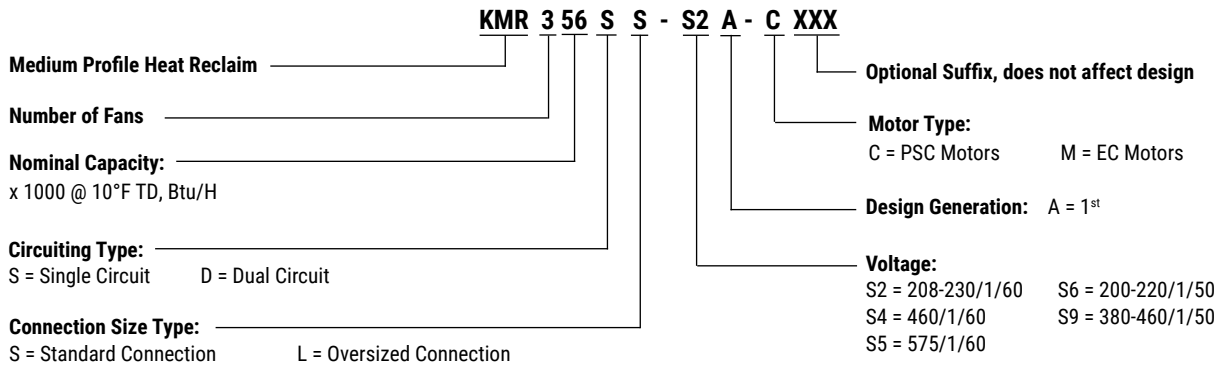 KMR 3 56 S S - S2 A - C XXX
Medium Profile Heat Reclaim
Number of Fans
Nominal Capacity:
x 1000 @ 10°F TD, Btu/H
Circuiting Type:
S = Single Circuit D = Dual Circuit
Connection Size Type:
S = Standard Connection L = Oversized Connection
Optional Suffix, does not affect design
Motor Type:
C = PSC Motors M = EC Motors
Design Generation: A = 1st
Voltage:
S2 = 208-230/1/60 S6 = 200-220/1/50
S4 = 460/1/60 S9 = 380-460/1/50
S5 = 575/1/60